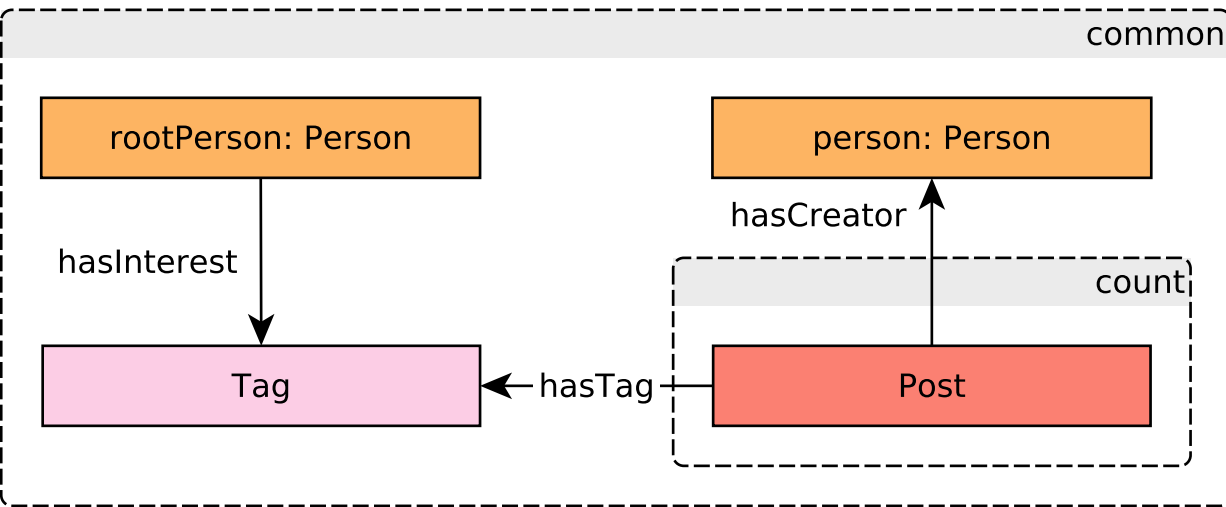 common
rootPerson: Person
person: Person
hasCreator
hasInterest
count
Tag
hasTag
Post